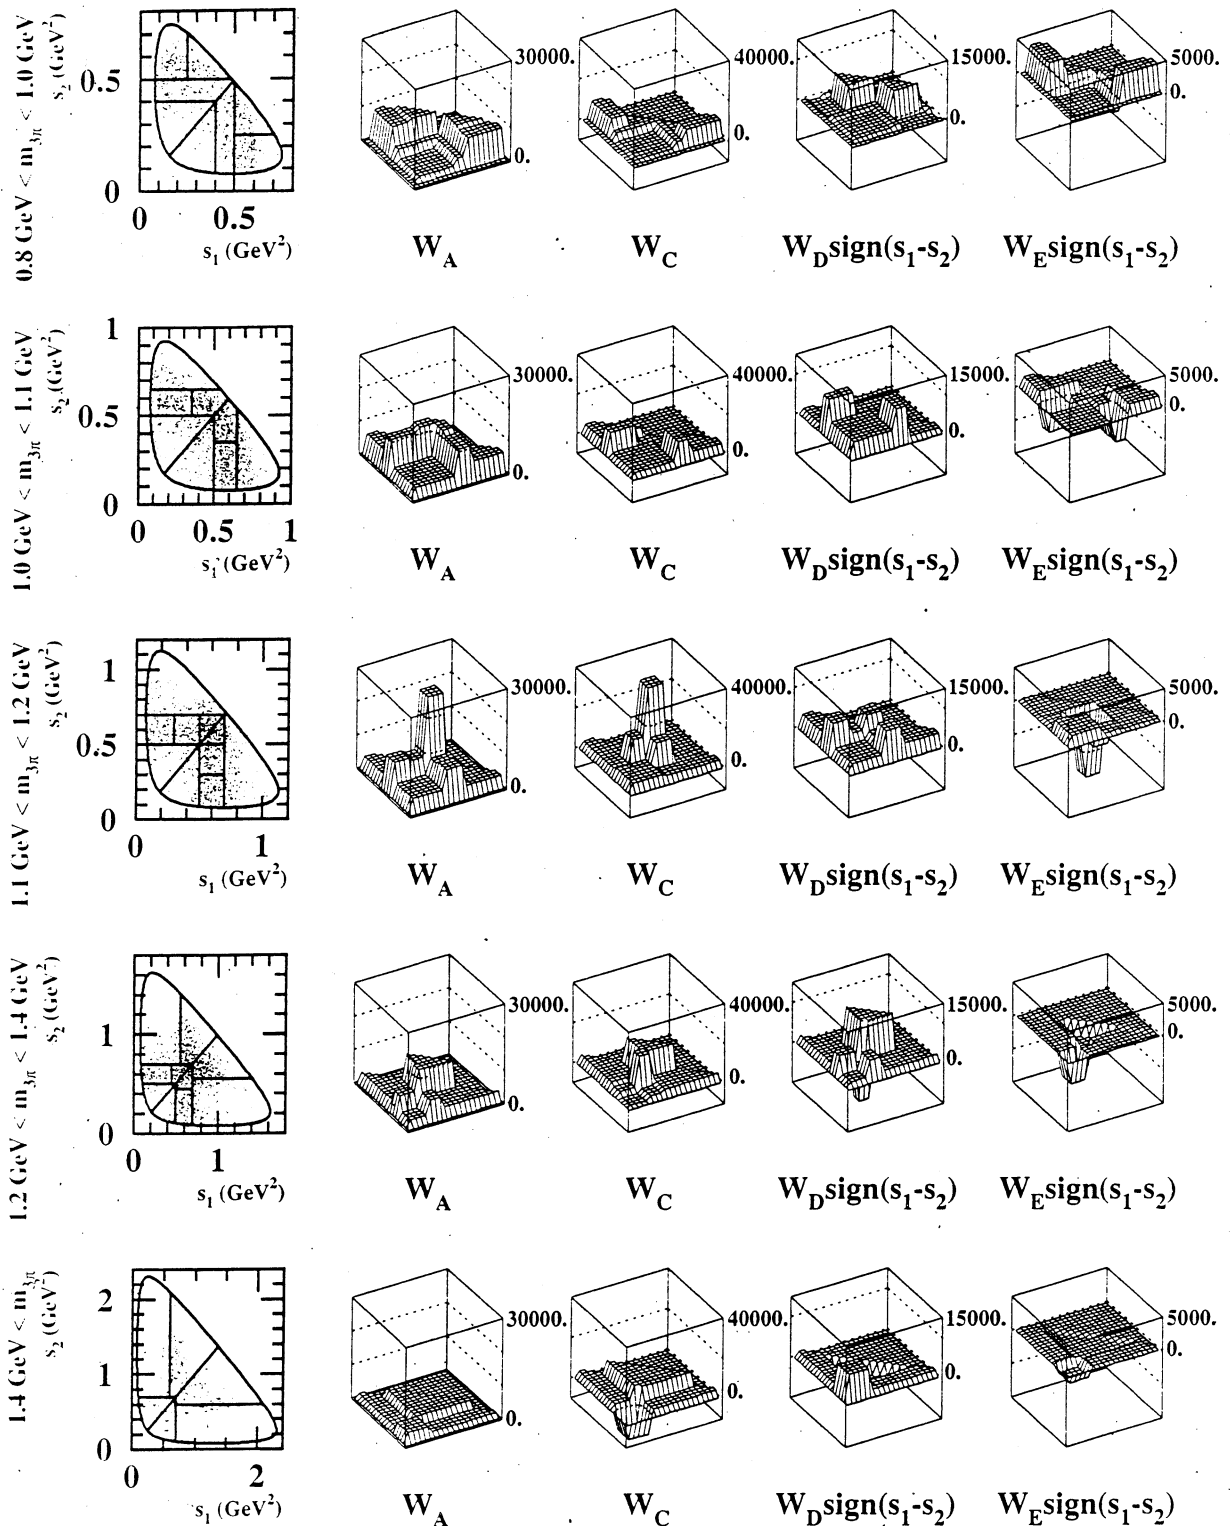 0.8 GeV < m3π < 1.0 GeV
s2 (GeV²)
0.5
0
0 0.5
s1 (GeV²)
30000.
0.
WA
40000.
0.
WC
15000.
0.
WDsign(s1-s2)
5000.
0.
WEsign(s1-s2)
1.0 GeV < m3π < 1.1 GeV
s2 (GeV²)
1
0.5
0
0 0.5 1
s1 (GeV²)
30000.
0.
WA
40000.
0.
WC
15000.
0.
WDsign(s1-s2)
5000.
0.
WEsign(s1-s2)
1.1 GeV < m3π < 1.2 GeV
s2 (GeV²)
1
0.5
0
0 1
s1 (GeV²)
30000.
0.
WA
40000.
0.
WC
15000.
0.
WDsign(s1-s2)
5000.
0.
WEsign(s1-s2)
1.2 GeV < m3π < 1.4 GeV
s2 (GeV²)
1
0
0 1
s1 (GeV²)
30000.
0.
WA
40000.
0.
WC
15000.
0.
WDsign(s1-s2)
5000.
0.
WEsign(s1-s2)
1.4 GeV < m3π
s2 (GeV²)
2
1
0
0 2
s1 (GeV²)
30000.
0.
WA
40000.
0.
WC
15000.
0.
WDsign(s1-s2)
5000.
0.
WEsign(s1-s2)